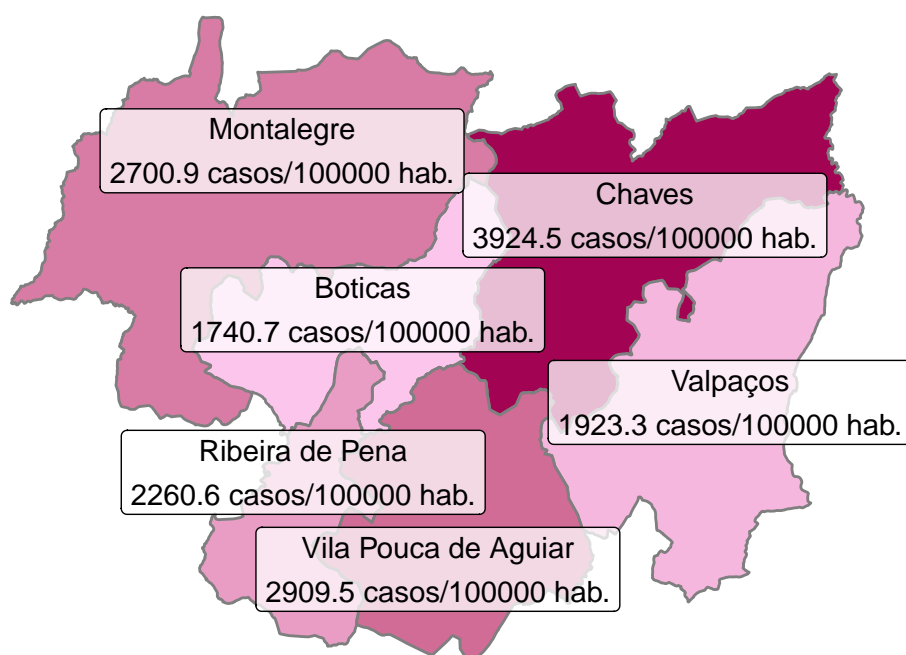 Montalegre
2700.9 casos/100000 hab.
Chaves
3924.5 casos/100000 hab.
Boticas
1740.7 casos/100000 hab.
Valpaços
1923.3 casos/100000 hab.
Ribeira de Pena
2260.6 casos/100000 hab.
Vila Pouca de Aguiar
2909.5 casos/100000 hab.